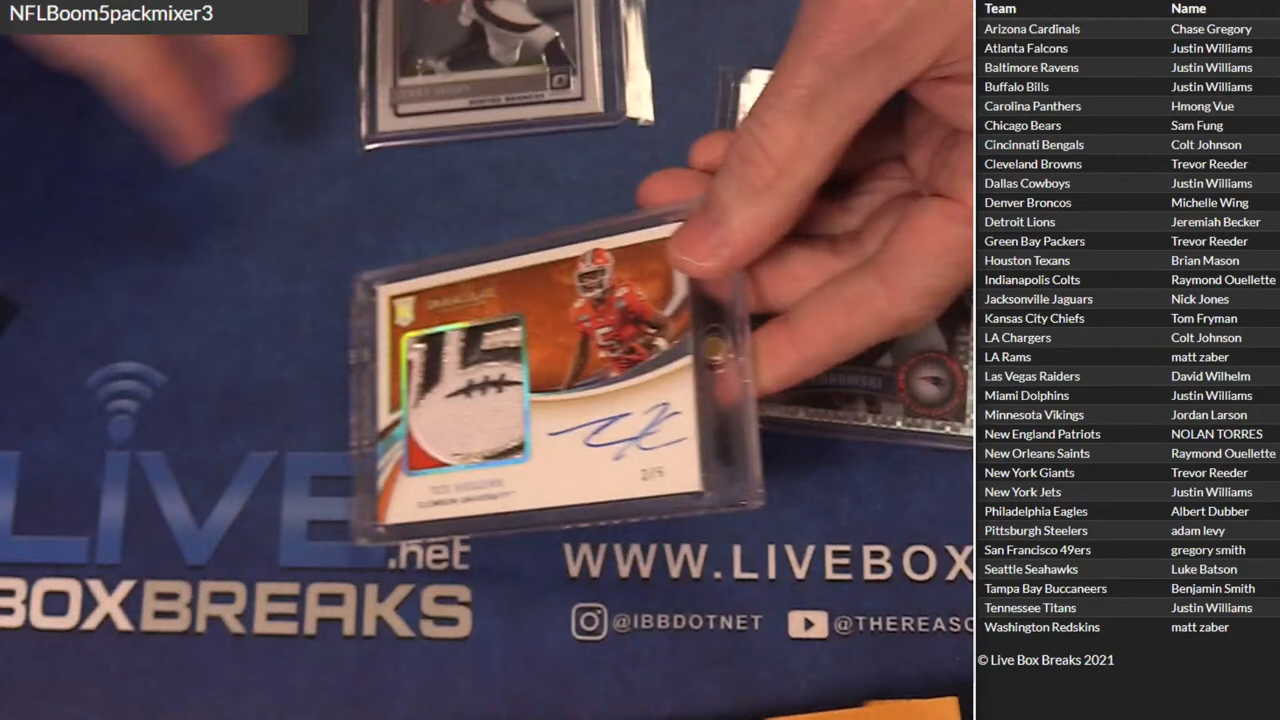 NFLBoom5packmixer3
DENVER BRONCOS
RC
CLEMSON UNIVERSITY
LIVE
.net
BOXBREAKS
WWW.LIVEBOX
@IBBDOTNET
@THEREASO
Team Name
Arizona Cardinals Chase Gregory
Atlanta Falcons Justin Williams
Baltimore Ravens Justin Williams
Buffalo Bills Justin Williams
Carolina Panthers Hmong Vue
Chicago Bears Sam Fung
Cincinnati Bengals Colt Johnson
Cleveland Browns Trevor Reeder
Dallas Cowboys Justin Williams
Denver Broncos Michelle Wing
Detroit Lions Jeremiah Becker
Green Bay Packers Trevor Reeder
Houston Texans Brian Mason
Indianapolis Colts Raymond Ouellette
Jacksonville Jaguars Nick Jones
Kansas City Chiefs Tom Fryman
LA Chargers Colt Johnson
LA Rams matt zaber
Las Vegas Raiders David Wilhelm
Miami Dolphins Justin Williams
Minnesota Vikings Jordan Larson
New England Patriots NOLAN TORRES
New Orleans Saints Raymond Ouellette
New York Giants Trevor Reeder
New York Jets Justin Williams
Philadelphia Eagles Albert Dubber
Pittsburgh Steelers adam levy
San Francisco 49ers gregory smith
Seattle Seahawks Luke Batson
Tampa Bay Buccaneers Benjamin Smith
Tennessee Titans Justin Williams
Washington Redskins matt zaber
© Live Box Breaks 2021